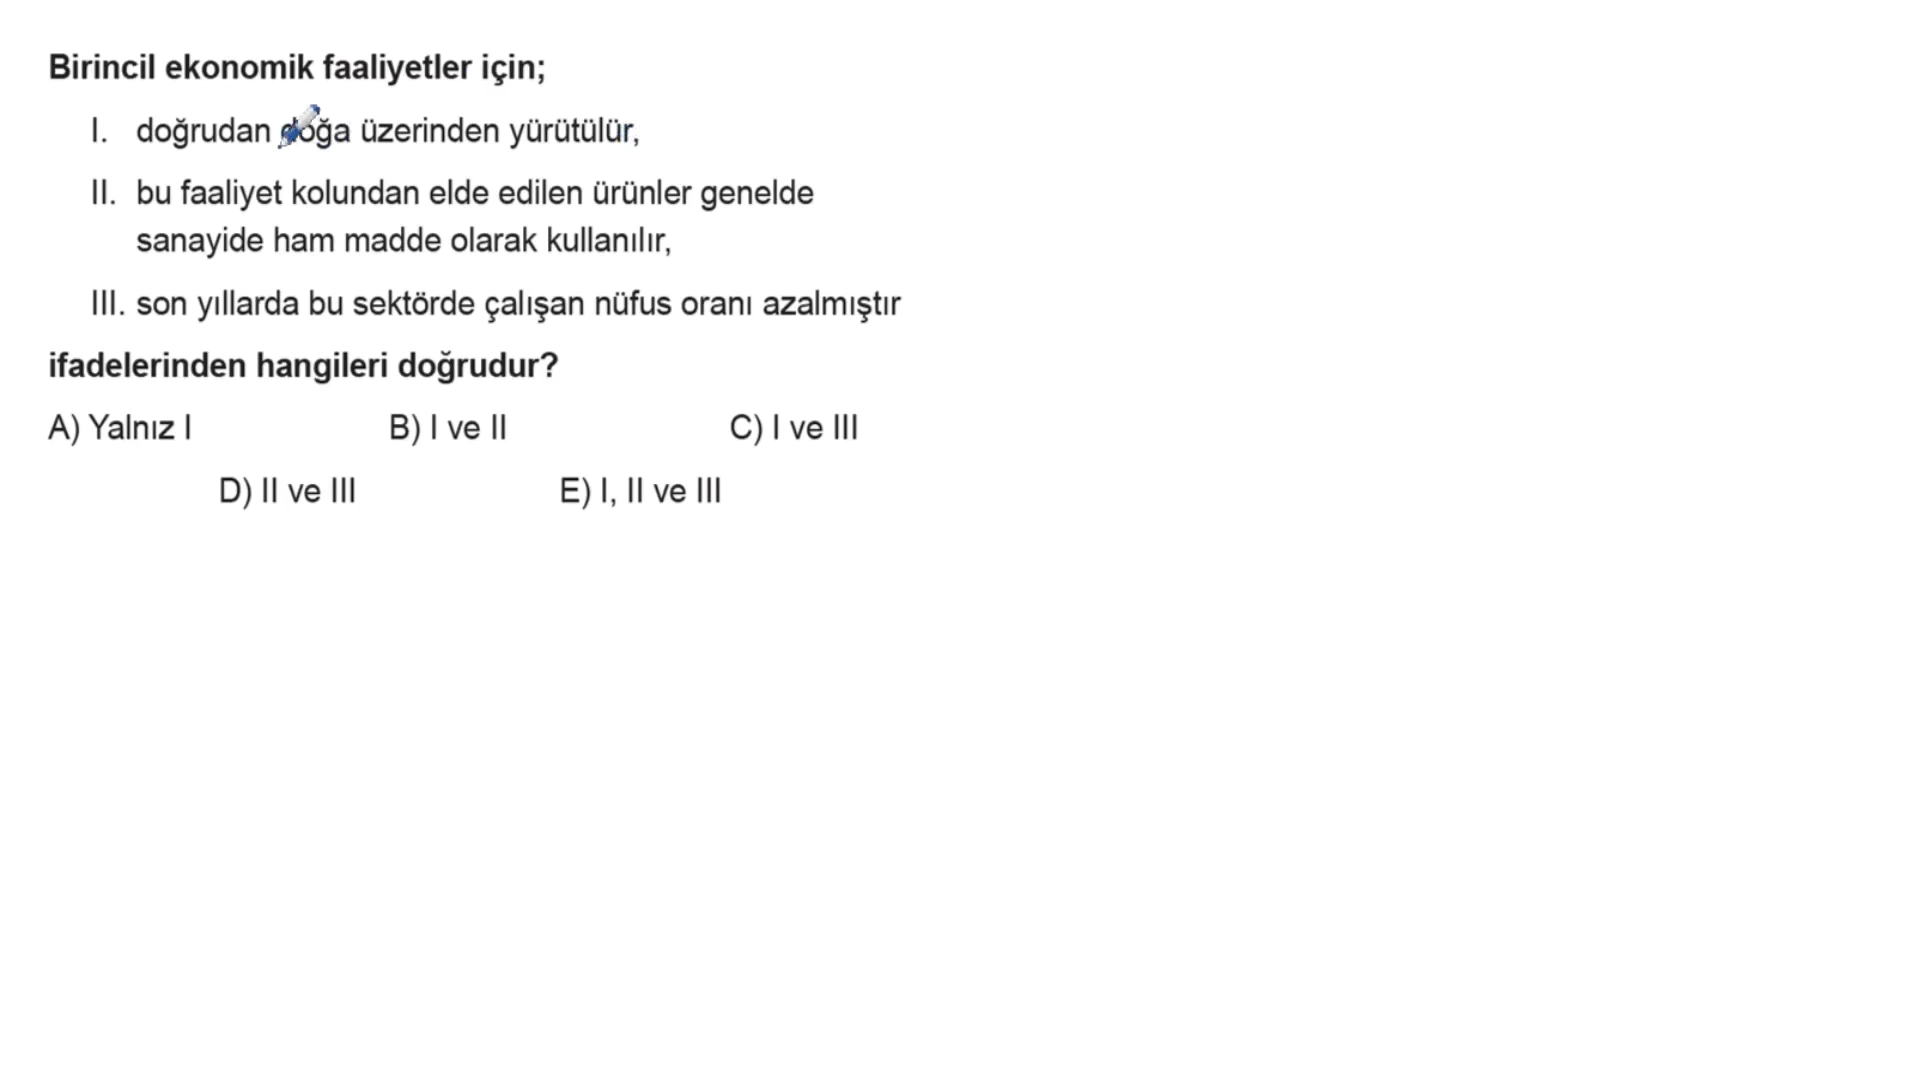 Birincil ekonomik faaliyetler için;
I. doğrudan doğa üzerinden yürütülür,
II. bu faaliyet kolundan elde edilen ürünler genelde
sanayide ham madde olarak kullanılır,
III. son yıllarda bu sektörde çalışan nüfus oranı azalmıştır
ifadelerinden hangileri doğrudur?
A) Yalnız I B) I ve II C) I ve III
D) II ve III E) I, II ve III